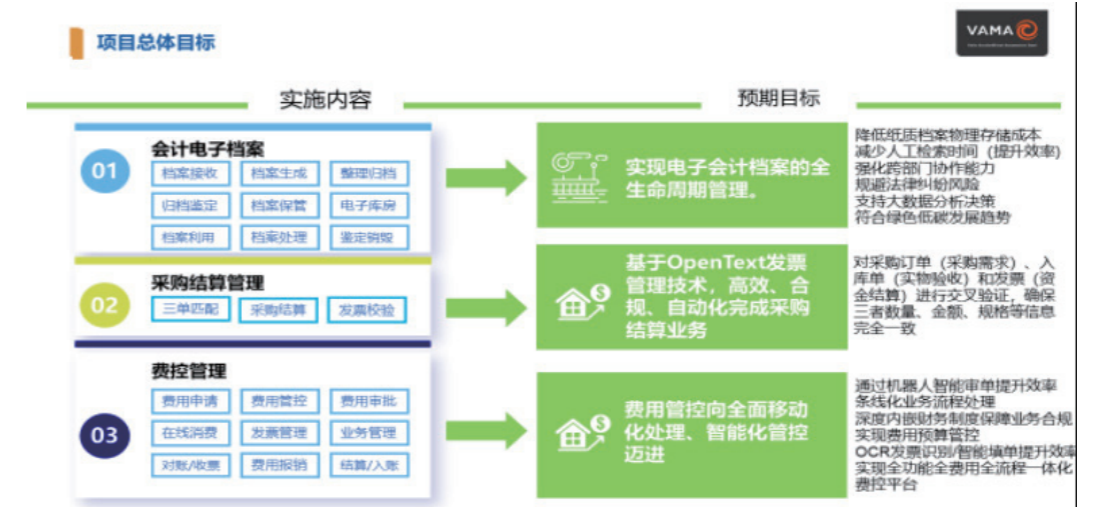 项目总体目标
VAMA
实施内容
预期目标
01
会计电子档案
档案接收 档案生成 整理归档
归档鉴定 档案保管 电子库房
档案利用 档案处理 鉴定销毁
实现电子会计档案的全
生命周期管理。
降低纸质档案物理存储成本
减少人工检索时间（提升效率）
强化跨部门协作能力
规避法律纠纷风险
支持大数据分析决策
符合绿色低碳发展趋势
02
采购结算管理
三单匹配 采购结算 发票校验
基于OpenText发票
管理技术，高效、合
规、自动化完成采购
结算业务
对采购订单（采购需求）、入
库单（实物验收）和发票（资
金结算）进行交叉验证，确保
三者数量、金额、规格等信息
完全一致
03
费控管理
费用申请 费用管控 费用审批
在线消费 发票管理 业务管理
对账/收票 费用报销 结算/入账
费用管控向全面移动
化处理、智能化管控
迈进
通过机器人智能审单提升效率
条线化业务流程处理
深度内嵌财务制度保障业务合规
实现费用预算管控
OCR发票识别/智能填单提升效率
实现全功能全费用全流程一体化
费控平台